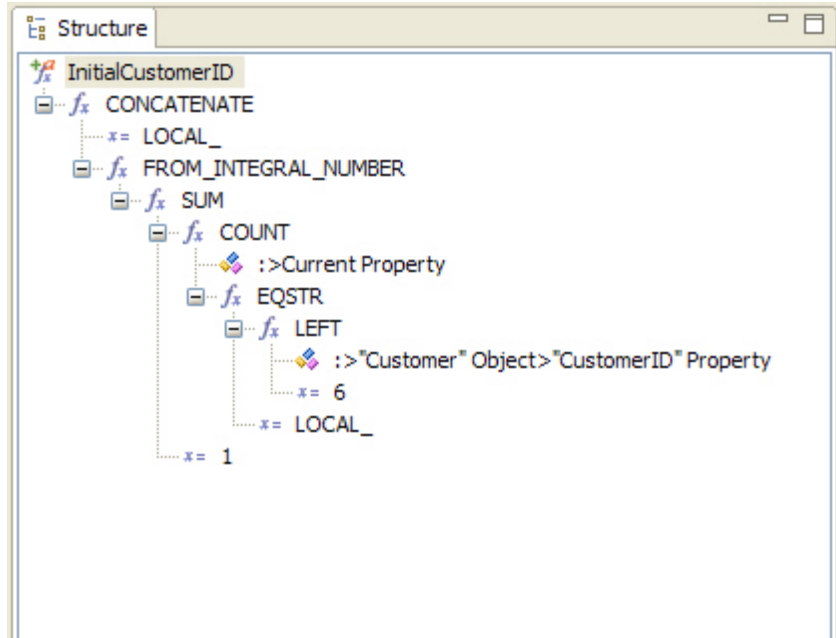 Structure
InitialCustomerID
CONCATENATE
x= LOCAL_
FROM_INTEGRAL_NUMBER
SUM
COUNT
:>Current Property
EQSTR
LEFT
:>"Customer" Object>"CustomerID" Property
x= 6
x= LOCAL_
x= 1